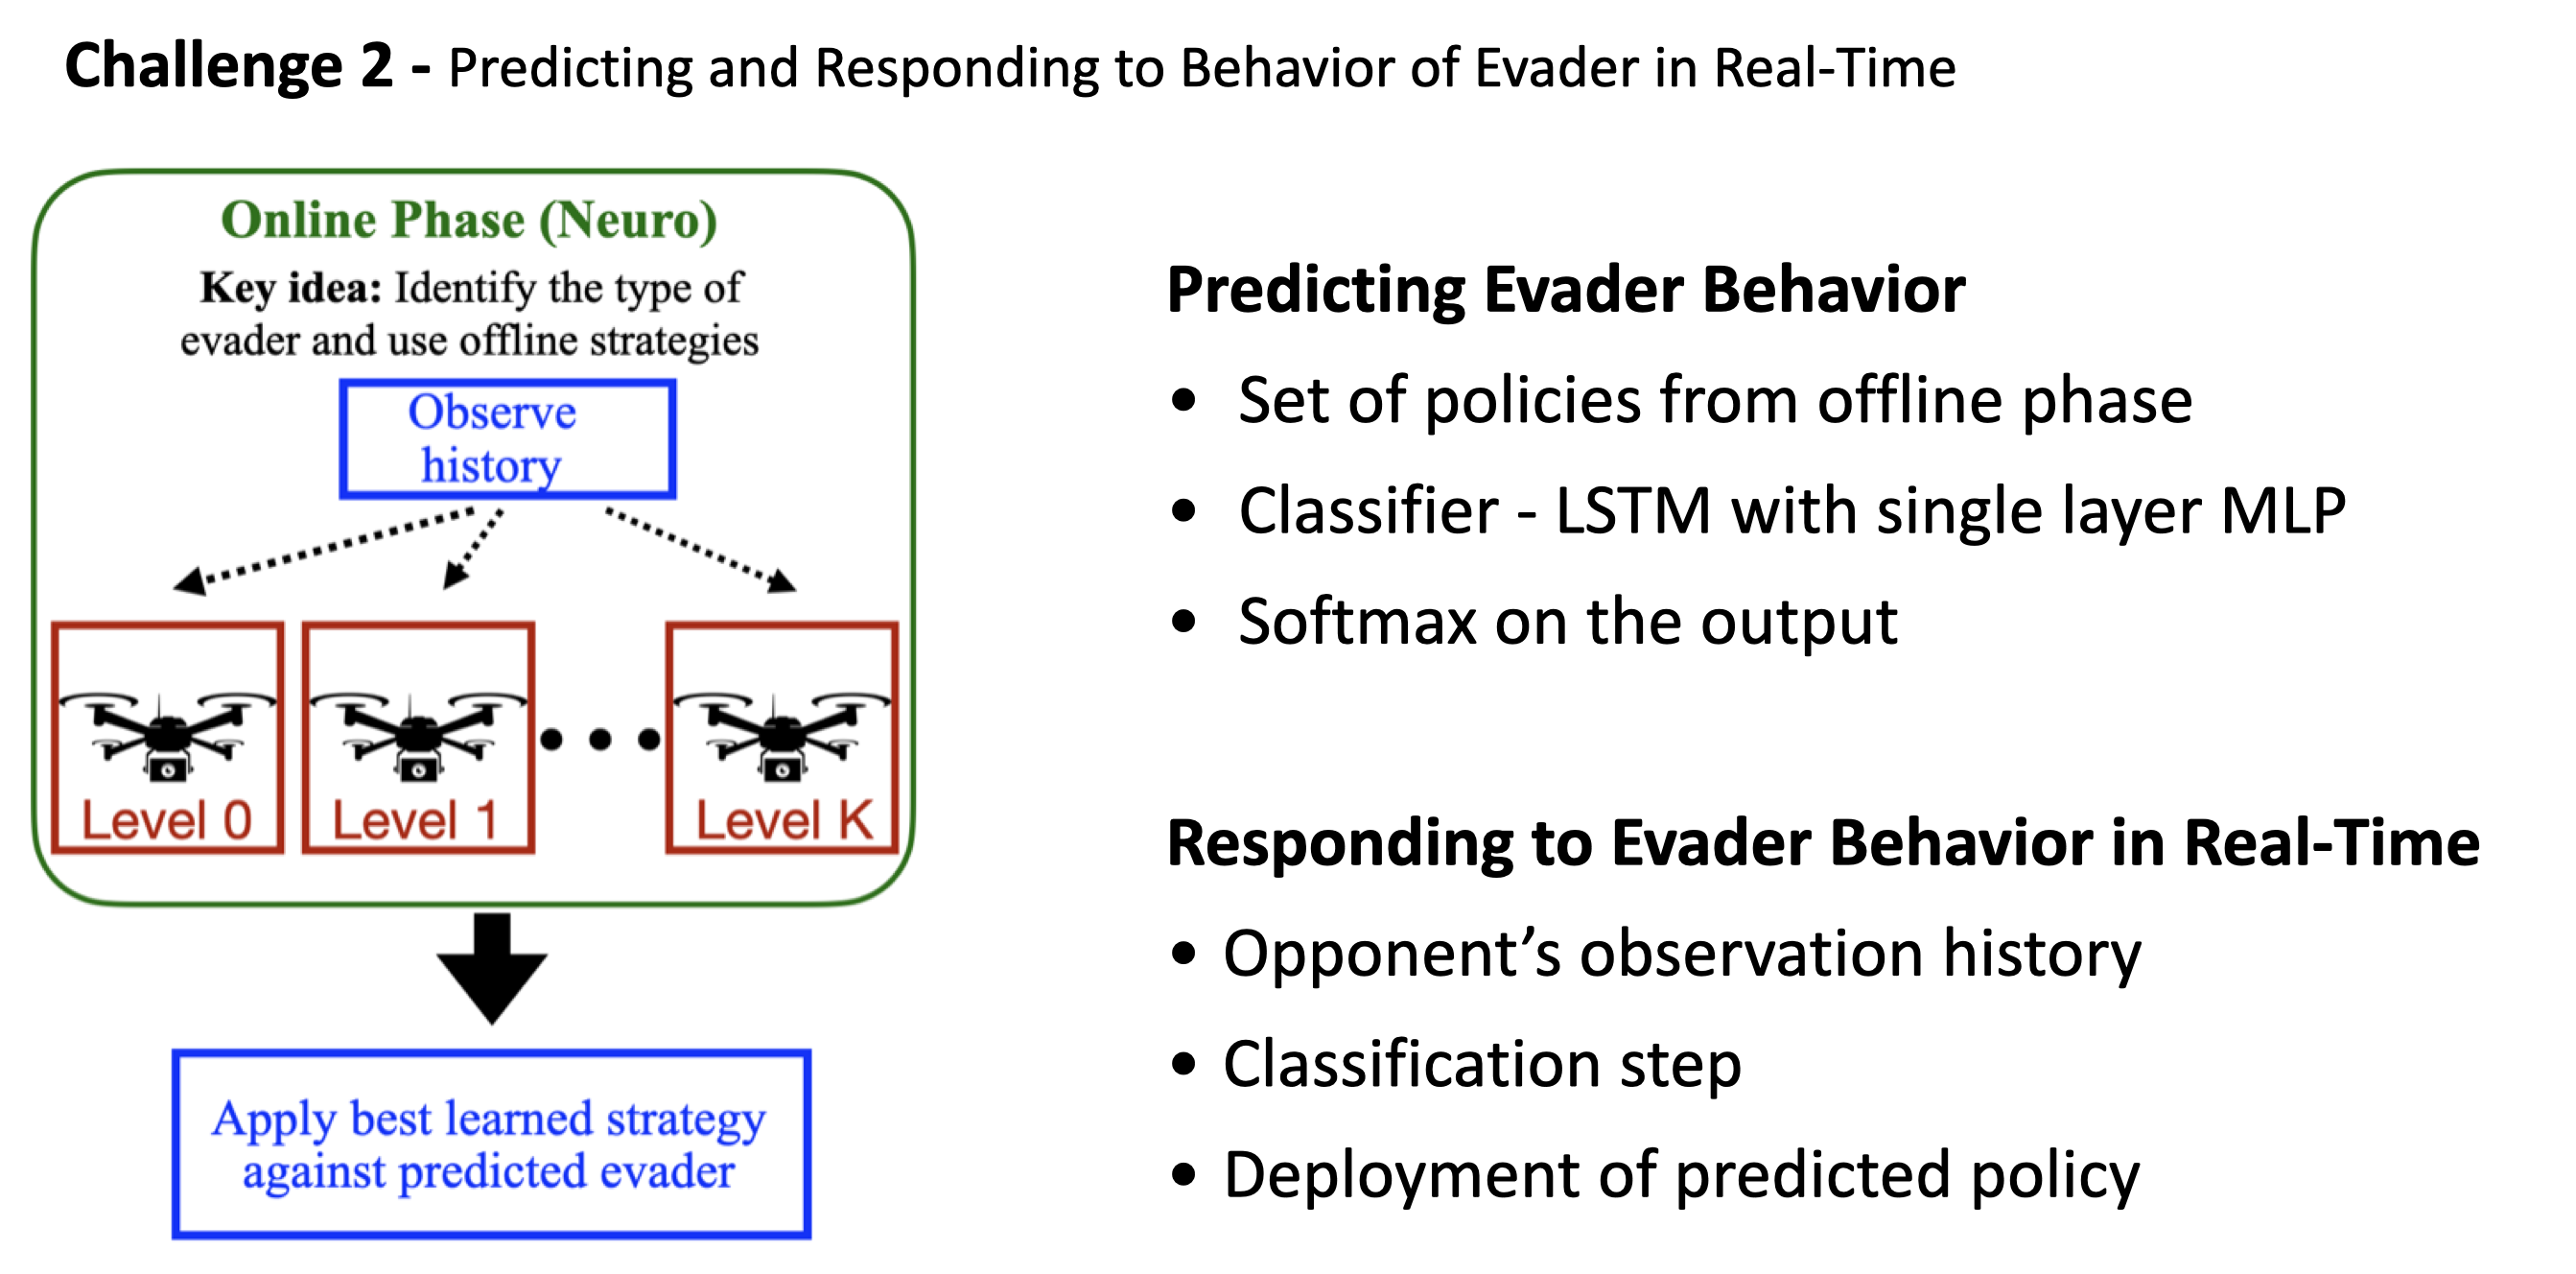 Challenge 2 - Predicting and Responding to Behavior of Evader in Real-Time
Online Phase (Neuro)
Key idea: Identify the type of
evader and use offline strategies
Observe
history
Level 0
Level 1
Level K
Apply best learned strategy
against predicted evader
Predicting Evader Behavior
• Set of policies from offline phase
• Classifier - LSTM with single layer MLP
• Softmax on the output
Responding to Evader Behavior in Real-Time
• Opponent’s observation history
• Classification step
• Deployment of predicted policy